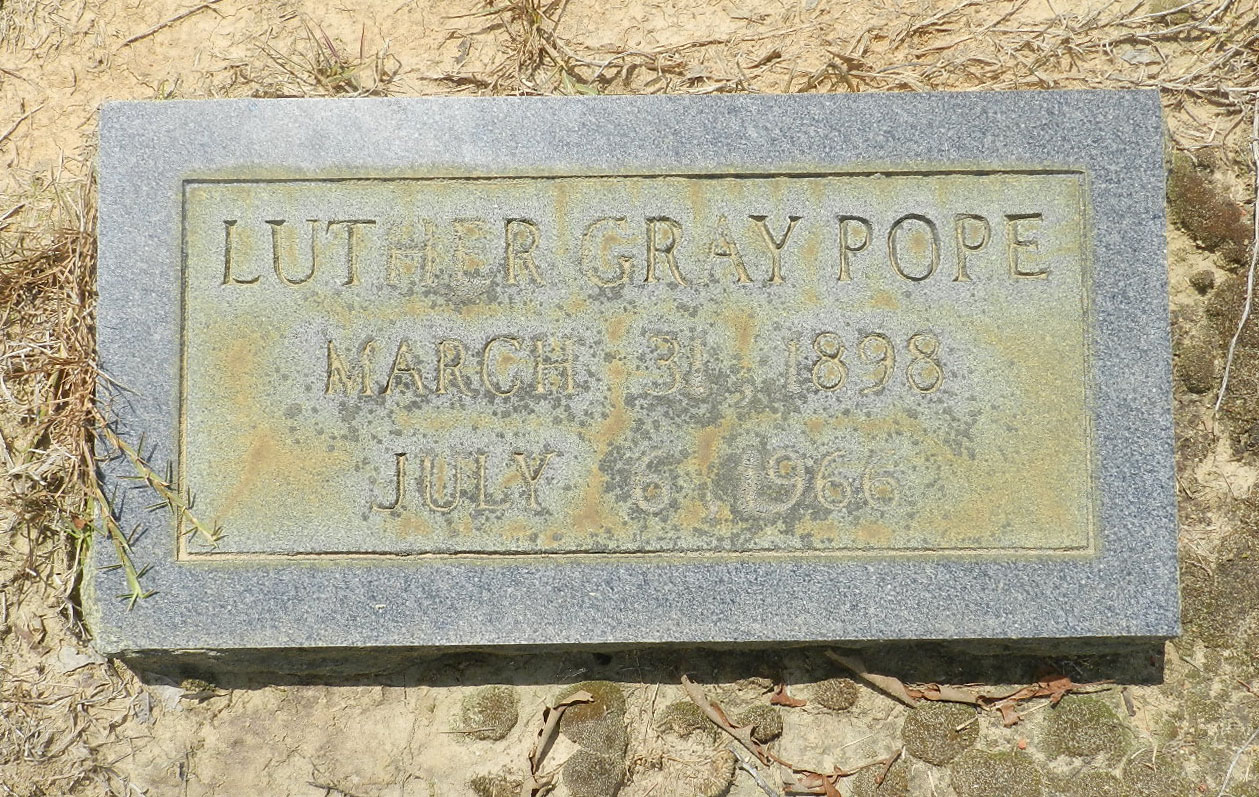 LUTHER GRAY POPE
MARCH 31, 1898
JULY 6, 1966